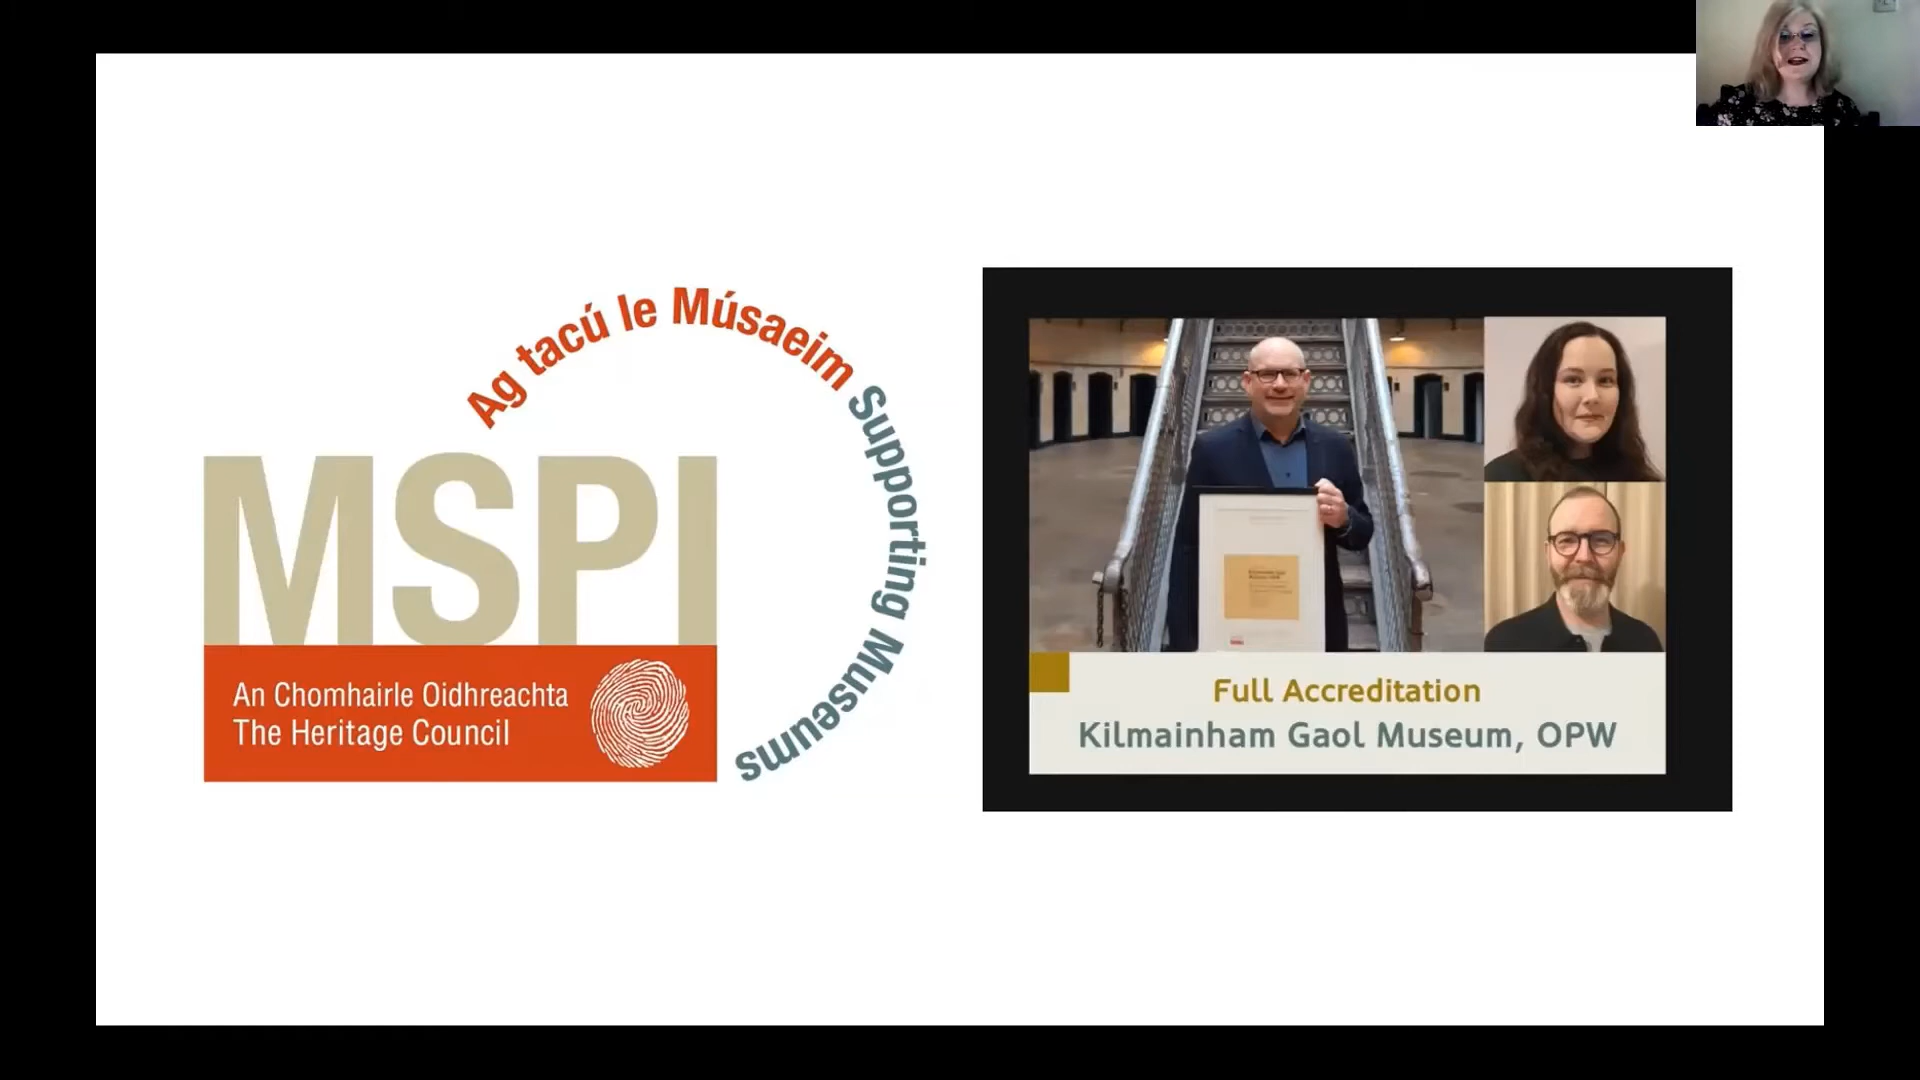 Ag tacú le Músaeim Supporting Museums
MSPI
An Chomhairle Oidhreachta
The Heritage Council
Full Accreditation
Kilmainham Gaol Museum, OPW